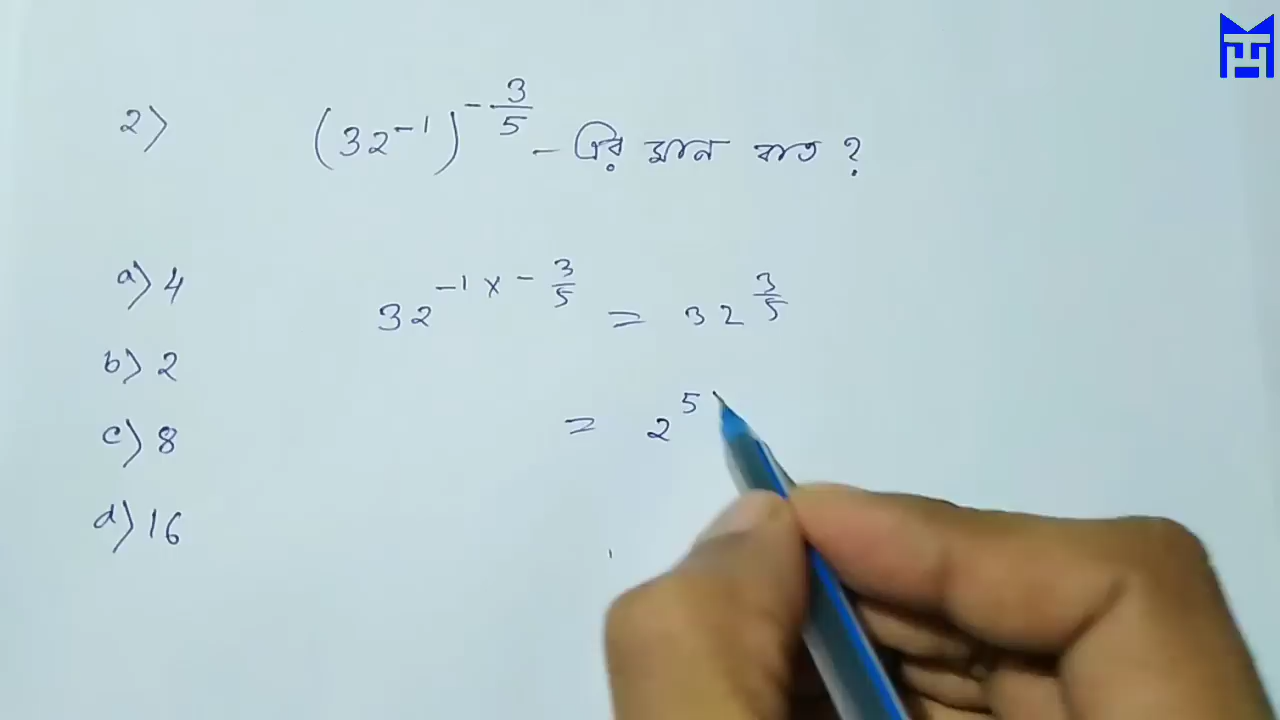 2) (32⁻¹)^(-3/5) - এর মান কত ?
a) 4
32^(-1 × -3/5) = 32^(3/5)
b) 2
= 2⁵
c) 8
d) 16